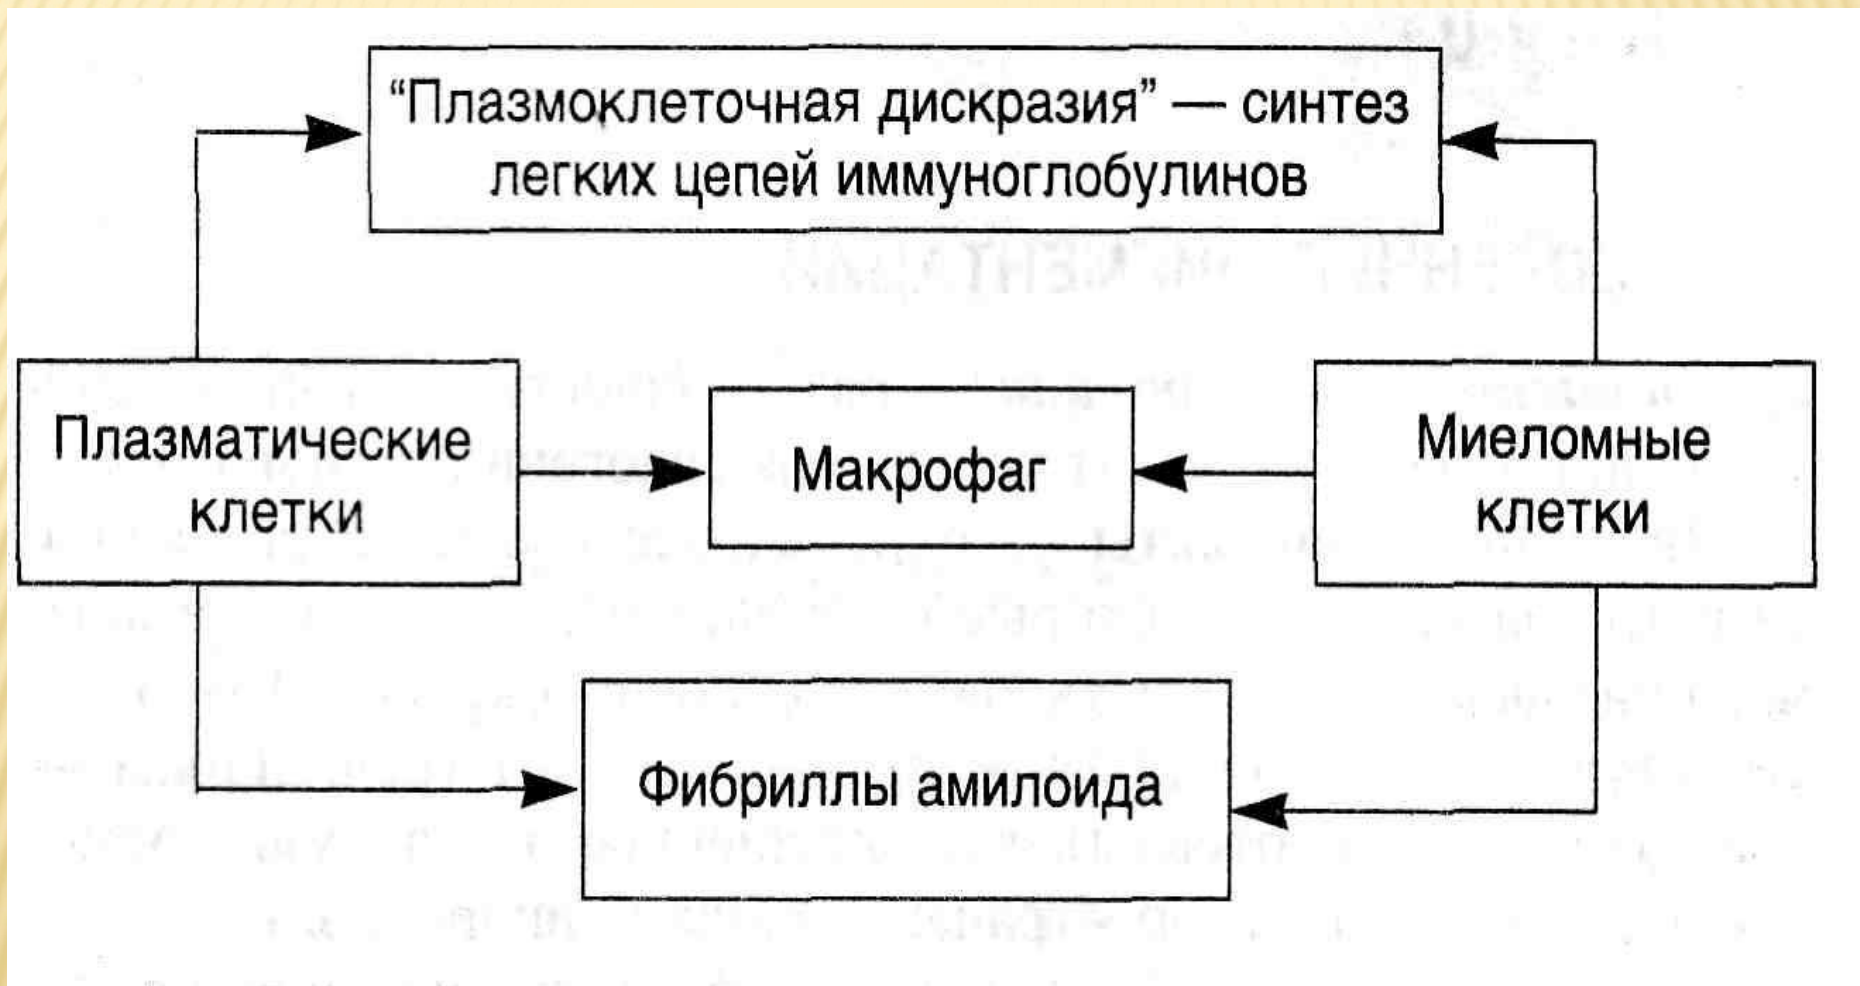 “Плазмоклеточная дискразия” — синтез
легких цепей иммуноглобулинов
Плазматические
клетки
Макрофаг
Миеломные
клетки
Фибриллы амилоида